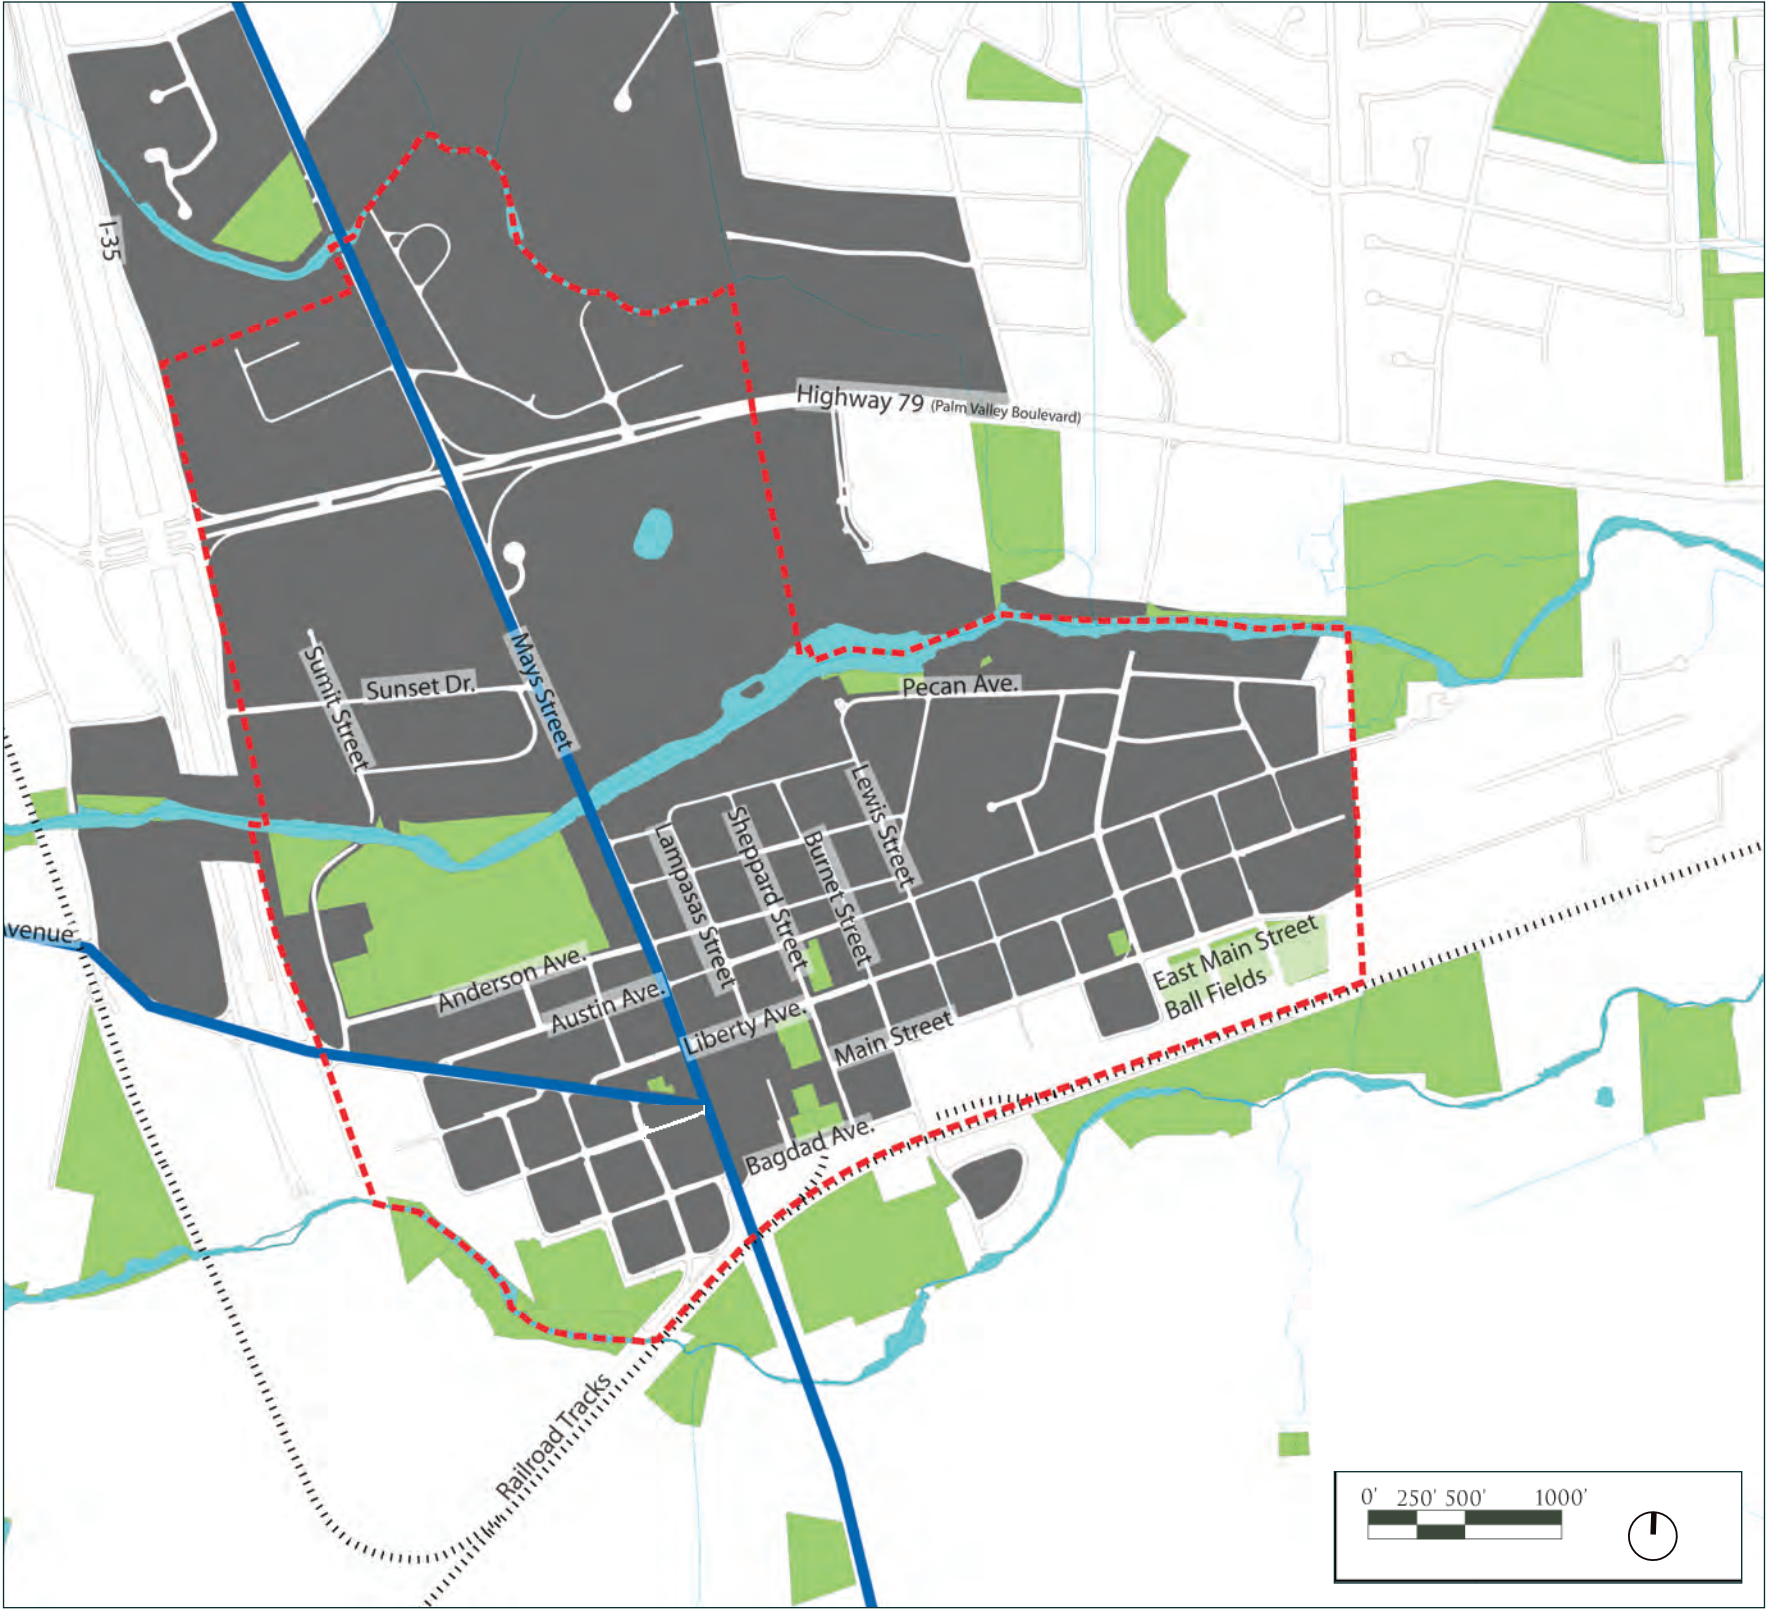 I-35
Highway 79 (Palm Valley Boulevard)
Sumit Street
Sunset Dr.
Mays Street
Pecan Ave.
Lewis Street
Lampasas Street
Sheppard Street
Burnet Street
Avenue
Anderson Ave.
Austin Ave.
Liberty Ave.
Main Street
East Main Street
Ball Fields
Bagdad Ave.
Railroad Tracks
0' 250' 500' 1000'